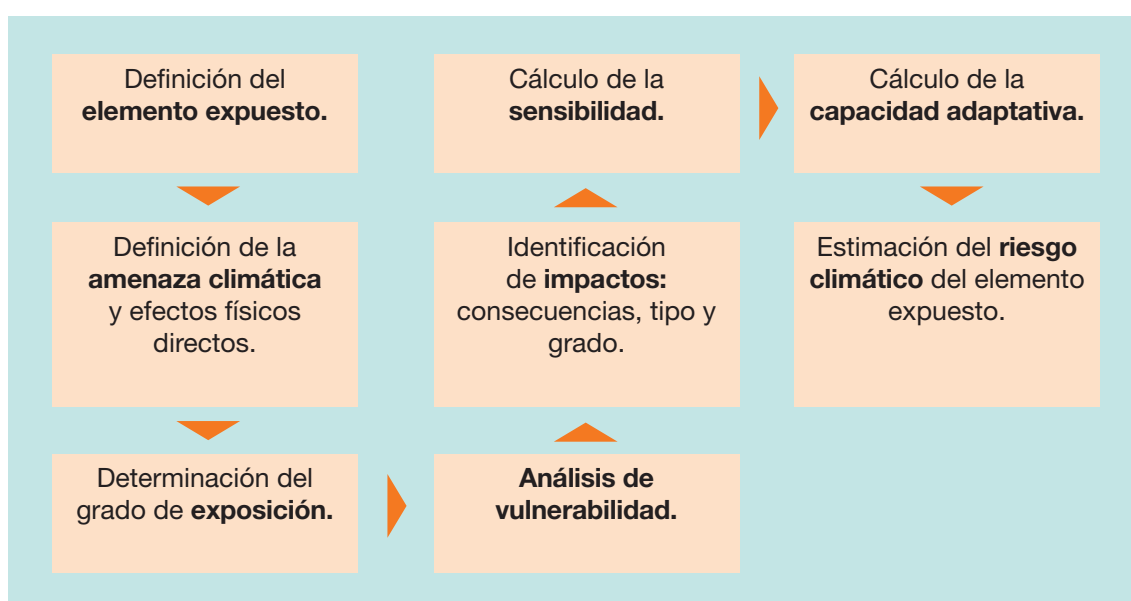 Definición del
elemento expuesto.
Definición de la
amenaza climática
y efectos físicos
directos.
Determinación del
grado de exposición.
Análisis de
vulnerabilidad.
Identificación
de impactos:
consecuencias, tipo y
grado.
Cálculo de la
sensibilidad.
Cálculo de la
capacidad adaptativa.
Estimación del riesgo
climático del elemento
expuesto.